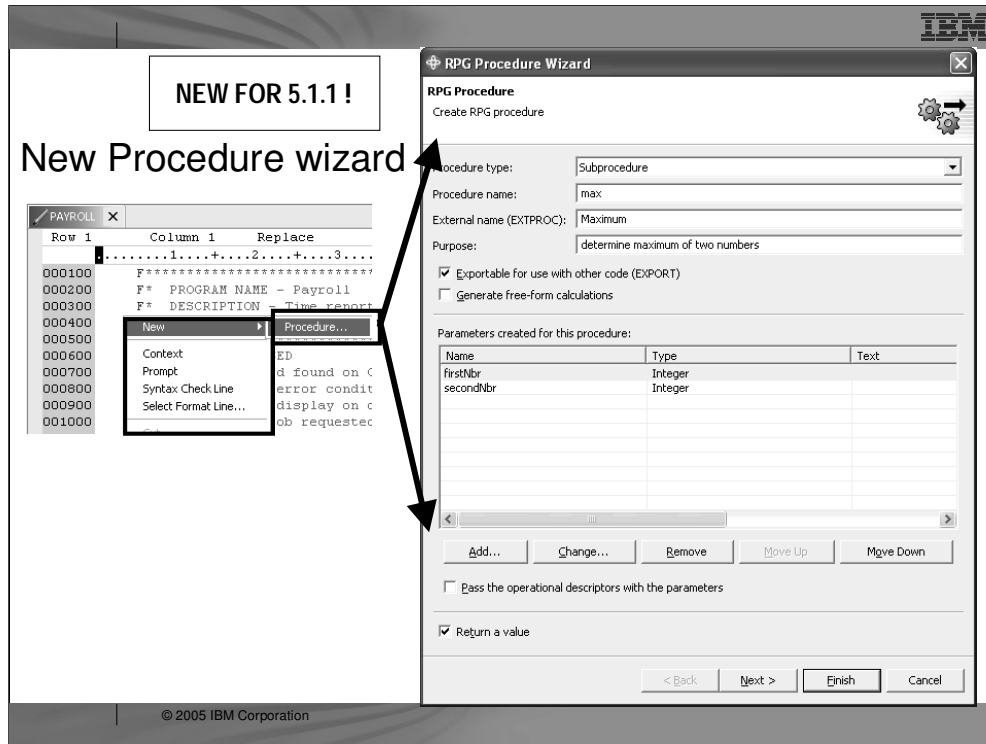 IBM
NEW FOR 5.1.1 !
New Procedure wizard
PAYROLL X
Row 1 Column 1 Replace
.........1....+....2....+....3....
000100 F****************************
000200 F* PROGRAM NAME - Payroll
000300 F* DESCRIPTION - Time report
000400
000500
000600 ED
000700 d found on
000800 error condit
000900 display on
001000 ob requested
New
Procedure...
Context
Prompt
Syntax Check Line
Select Format Line...
RPG Procedure Wizard
RPG Procedure
Create RPG procedure
Procedure type: Subprocedure
Procedure name: max
External name (EXTPROC): Maximum
Purpose: determine maximum of two numbers
Exportable for use with other code (EXPORT)
Generate free-form calculations
Parameters created for this procedure:
Name Type Text
firstNbr Integer
secondNbr Integer
Add... Change... Remove Move Up Move Down
Pass the operational descriptors with the parameters
Return a value
< Back Next > Finish Cancel
© 2005 IBM Corporation